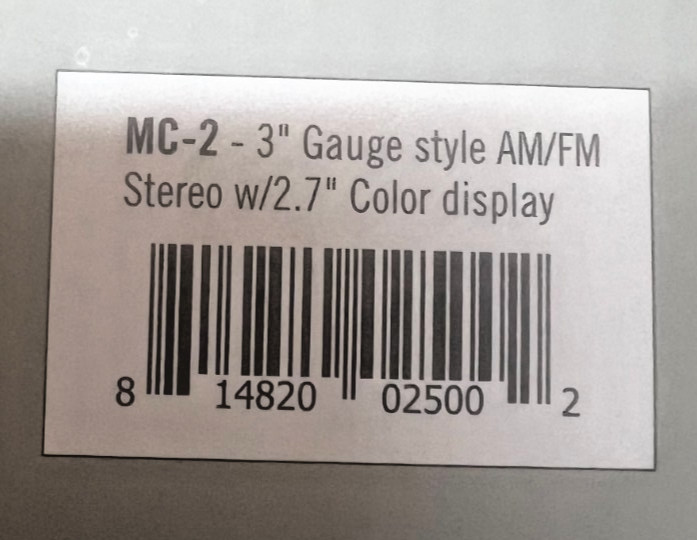 MC-2 - 3" Gauge style AM/FM
Stereo w/2.7" Color display
8 14820 02500 2